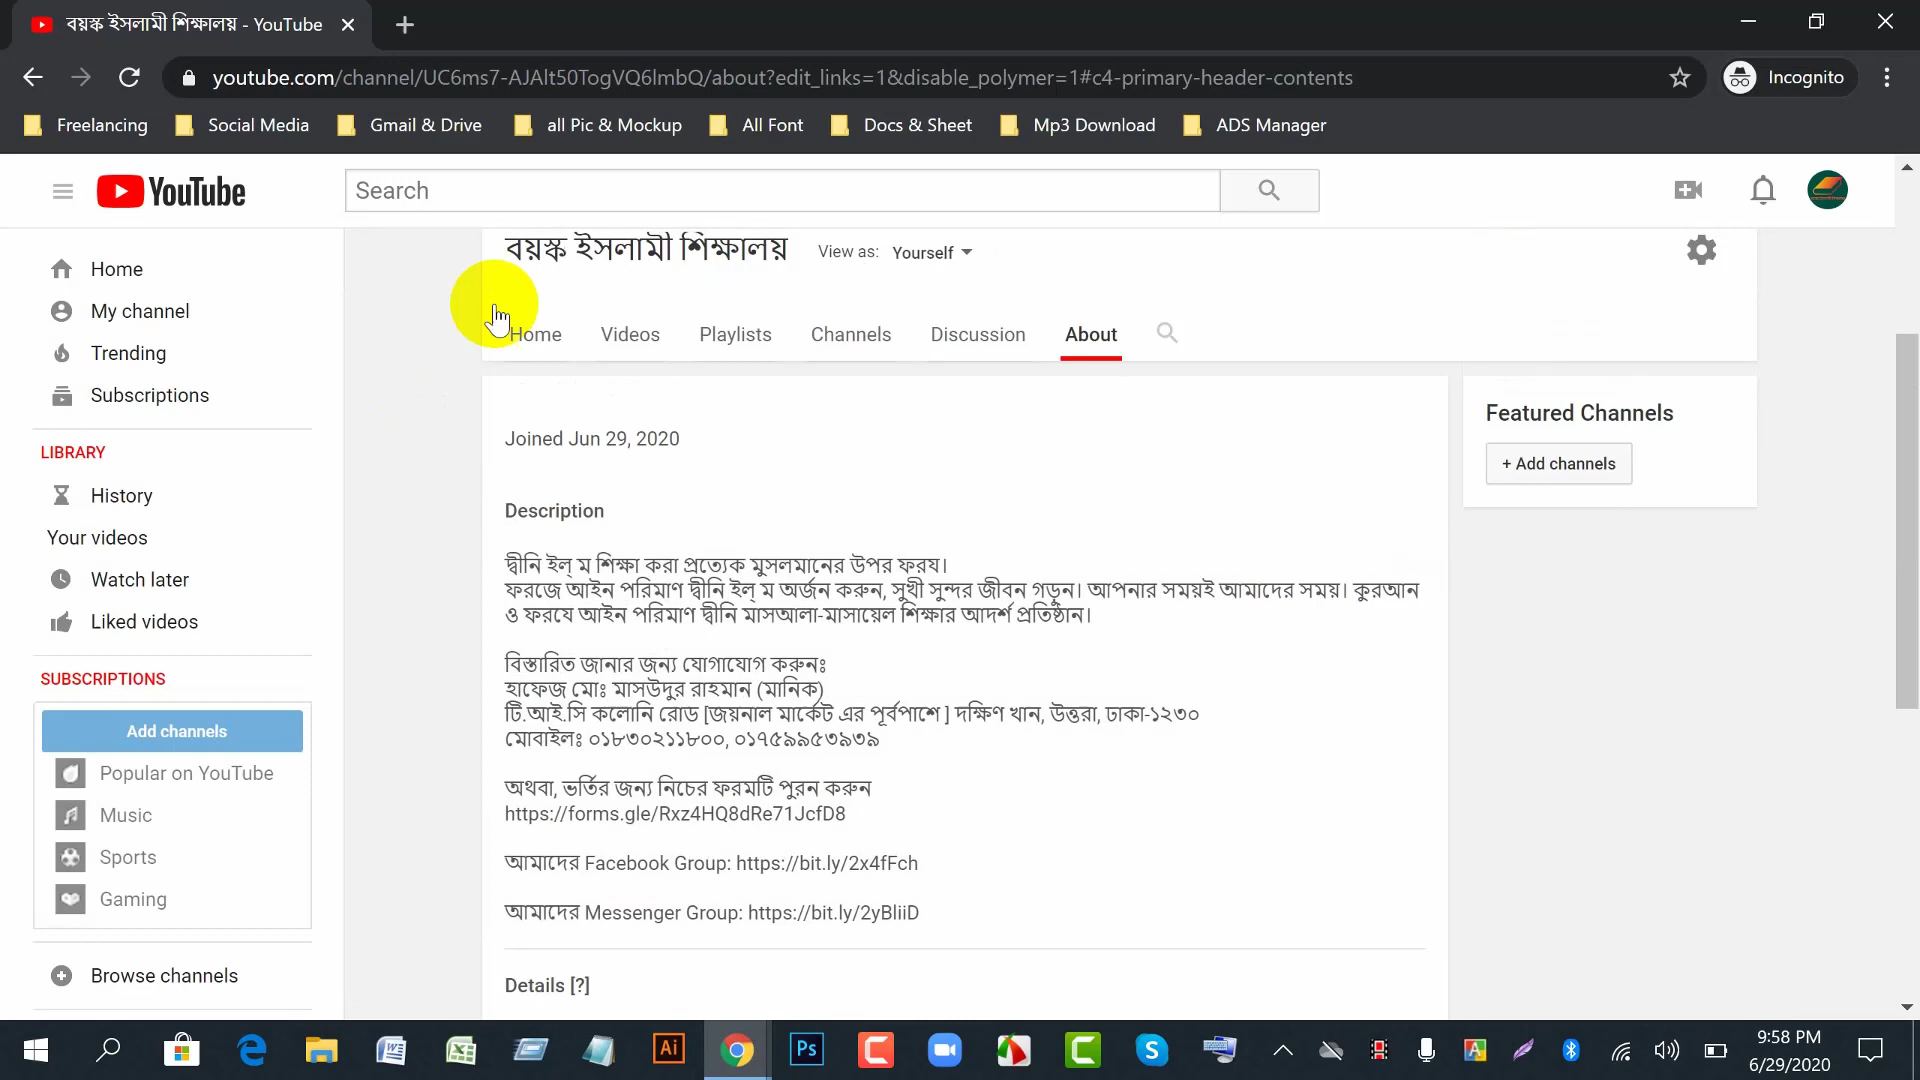 বয়স্ক ইসলামী শিক্ষালয় - YouTube
youtube.com/channel/UC6ms7-AJAlt50TogVQ6lmbQ/about?edit_links=1&disable_polymer=1#c4-primary-header-contents
Incognito
Freelancing
Social Media
Gmail & Drive
all Pic & Mockup
All Font
Docs & Sheet
Mp3 Download
ADS Manager
YouTube
Search
Home
My channel
Trending
Subscriptions
LIBRARY
History
Your videos
Watch later
Liked videos
SUBSCRIPTIONS
Add channels
Popular on YouTube
Music
Sports
Gaming
Browse channels
বয়স্ক ইসলামী শিক্ষালয়
View as: Yourself
Home
Videos
Playlists
Channels
Discussion
About
Joined Jun 29, 2020
Description
দ্বীনি ইল্ ম শিক্ষা করা প্রত্যেক মুসলমানের উপর ফরয।
ফরজে আইন পরিমাণ দ্বীনি ইল্ ম অর্জন করুন, সুখী সুন্দর জীবন গড়ুন। আপনার সময়ই আমাদের সময়। কুরআন
ও ফরযে আইন পরিমাণ দ্বীনি মাসআলা-মাসায়েল শিক্ষার আদর্শ প্রতিষ্ঠান।
বিস্তারিত জানার জন্য যোগাযোগ করুনঃ
হাফেজ মোঃ মাসউদুর রাহমান (মানিক)
টি.আই.সি কলোনি রোড [জয়নাল মার্কেট এর পূর্বপাশে ] দক্ষিণ খান, উত্তরা, ঢাকা-১২৩০
মোবাইলঃ ০১৮৩০২১১৮০০, ০১৭৫৯৯৫৩৯৩৯
অথবা, ভর্তির জন্য নিচের ফরমটি পুরন করুন
https://forms.gle/Rxz4HQ8dRe71JcfD8
আমাদের Facebook Group: https://bit.ly/2x4fFch
আমাদের Messenger Group: https://bit.ly/2yBliiD
Details [?]
Featured Channels
+ Add channels
9:58 PM
6/29/2020